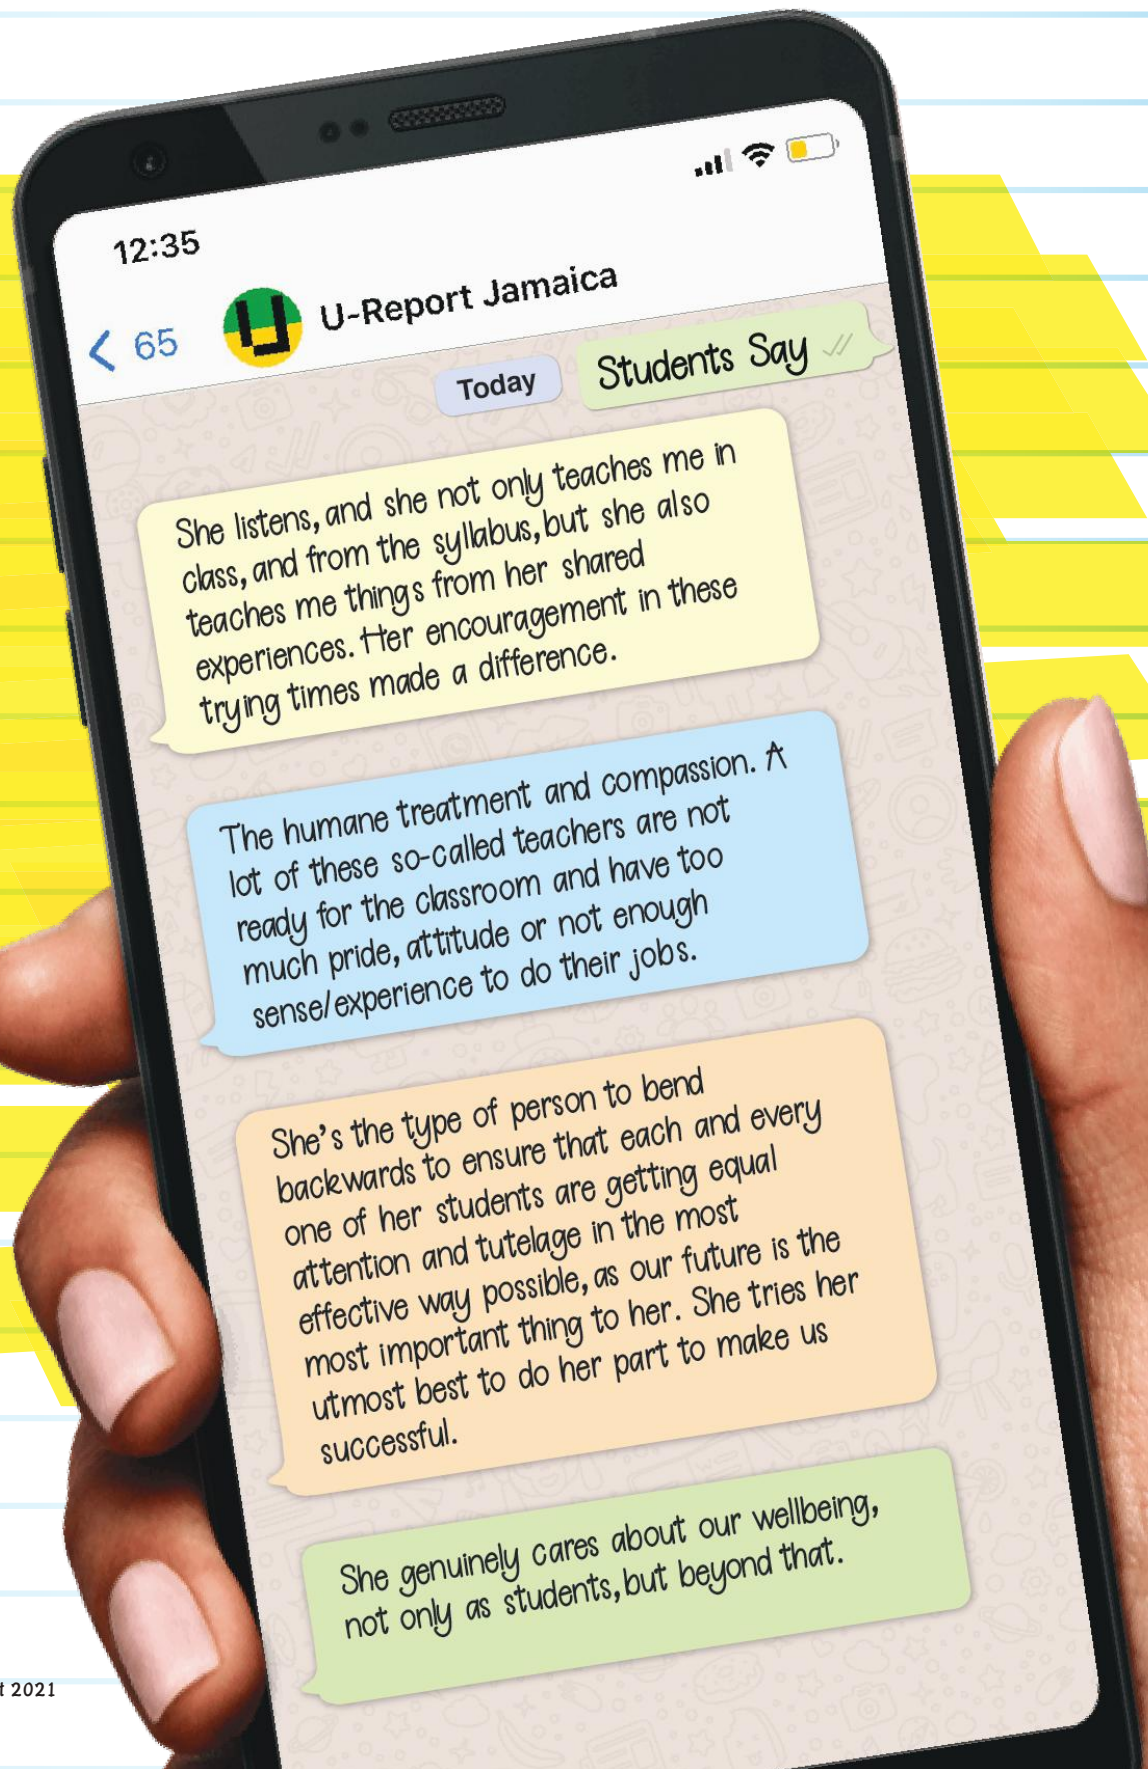 12:35
65
U-Report Jamaica
Today
Students Say
She listens, and she not only teaches me in
class, and from the syllabus, but she also
teaches me things from her shared
experiences. Her encouragement in these
trying times made a difference.
The humane treatment and compassion. A
lot of these so-called teachers are not
ready for the classroom and have too
much pride, attitude or not enough
sense/experience to do their jobs.
She's the type of person to bend
backwards to ensure that each and every
one of her students are getting equal
attention and tutelage in the most
effective way possible, as our future is the
most important thing to her. She tries her
utmost best to do her part to make us
successful.
She genuinely cares about our wellbeing,
not only as students, but beyond that.
2021